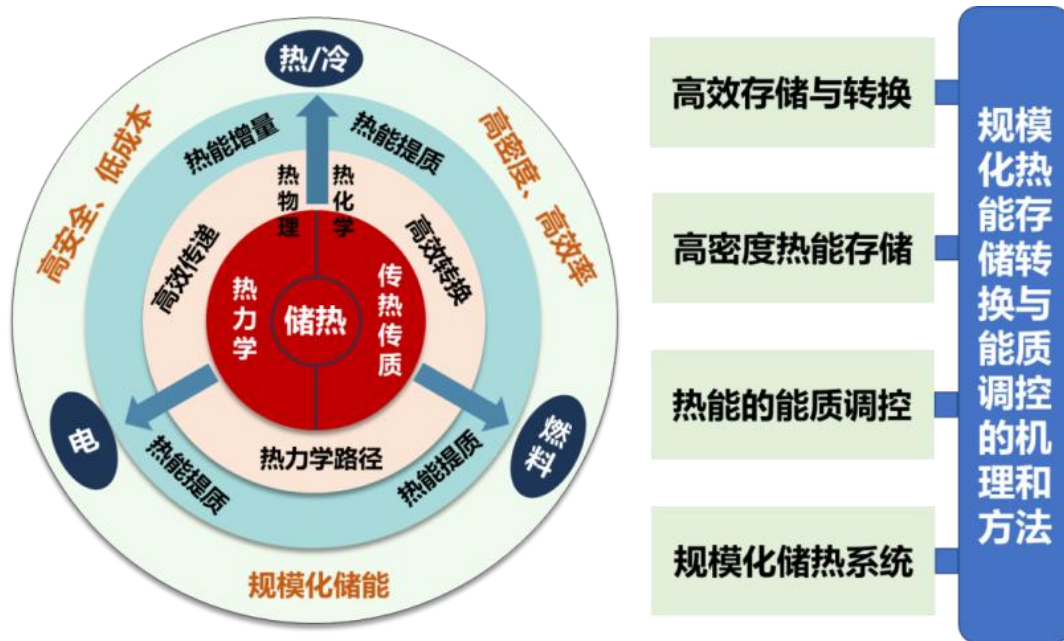 热/冷
高安全、低成本
高密度、高效率
热能增量
热能提质
热物理
热化学
高效传递
高效转换
热力学
储热
传热传质
电
燃料
热力学路径
热能提质
热能提质
规模化储能
高效存储与转换
高密度热能存储
热能的能质调控
规模化储热系统
规模化热能存储转换与能质调控的机理和方法